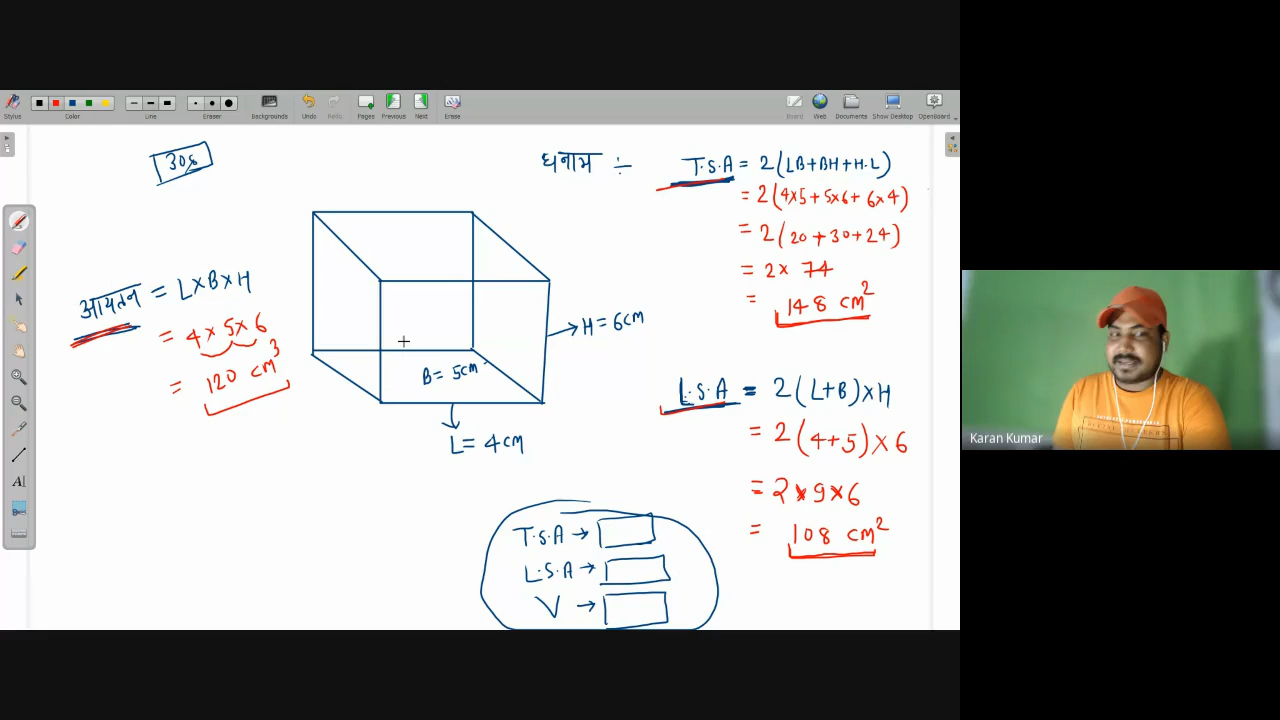 Stylus
Color
Line
Eraser
Backgrounds
Undo
Redo
Pages
Previous
Next
Erase
Board
Web
Documents
Show Desktop
OpenBoard
30s
घनाभ ÷
T.S.A = 2(LB+BH+H.L)
= 2(4×5+5×6+6×4)
= 2(20+30+24)
= 2× 74
= 148 cm²
आयतन = L×B×H
= 4×5×6
= 120 cm³
H = 6cm
B = 5cm
L = 4cm
L.S.A = 2(L+B)×H
= 2(4+5)×6
= 2×9×6
= 108 cm²
T.S.A →
L.S.A →
V →
Karan Kumar